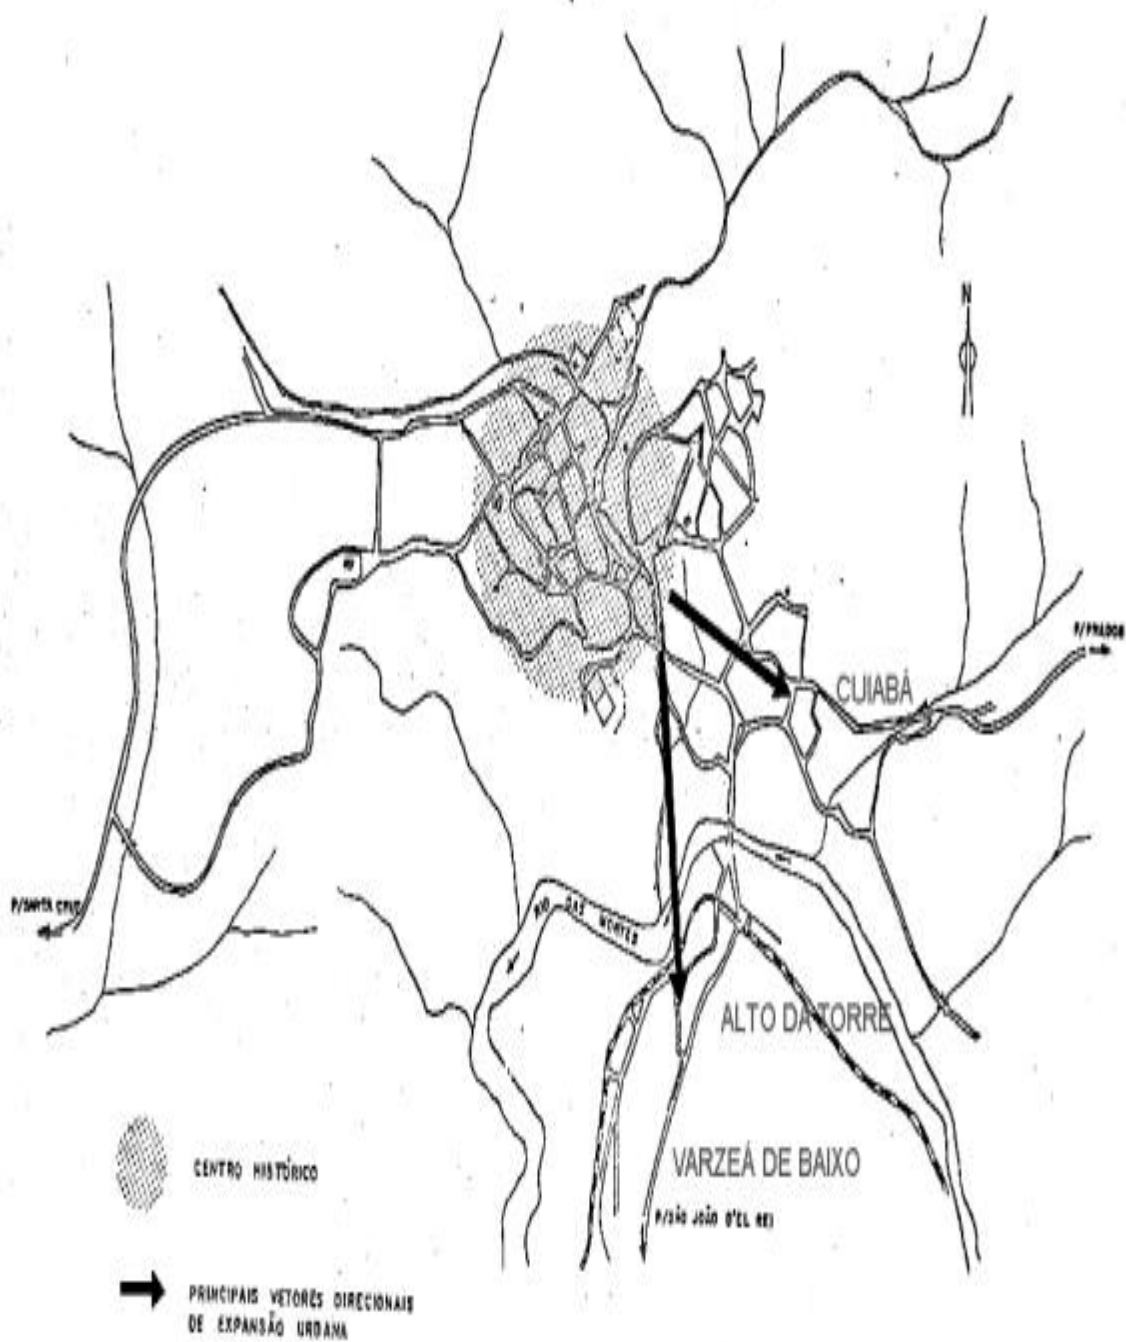 N
P/PRADOS
CUIABÁ
P/SANTA CRUZ
RIO DAS MORTES
ALTO DA TORRE
VARZEÁ DE BAIXO
P/SÃO JOÃO D'EL REI
CENTRO HISTÓRICO
PRINCIPAIS VETORES DIRECIONAIS
DE EXPANSÃO URBANA